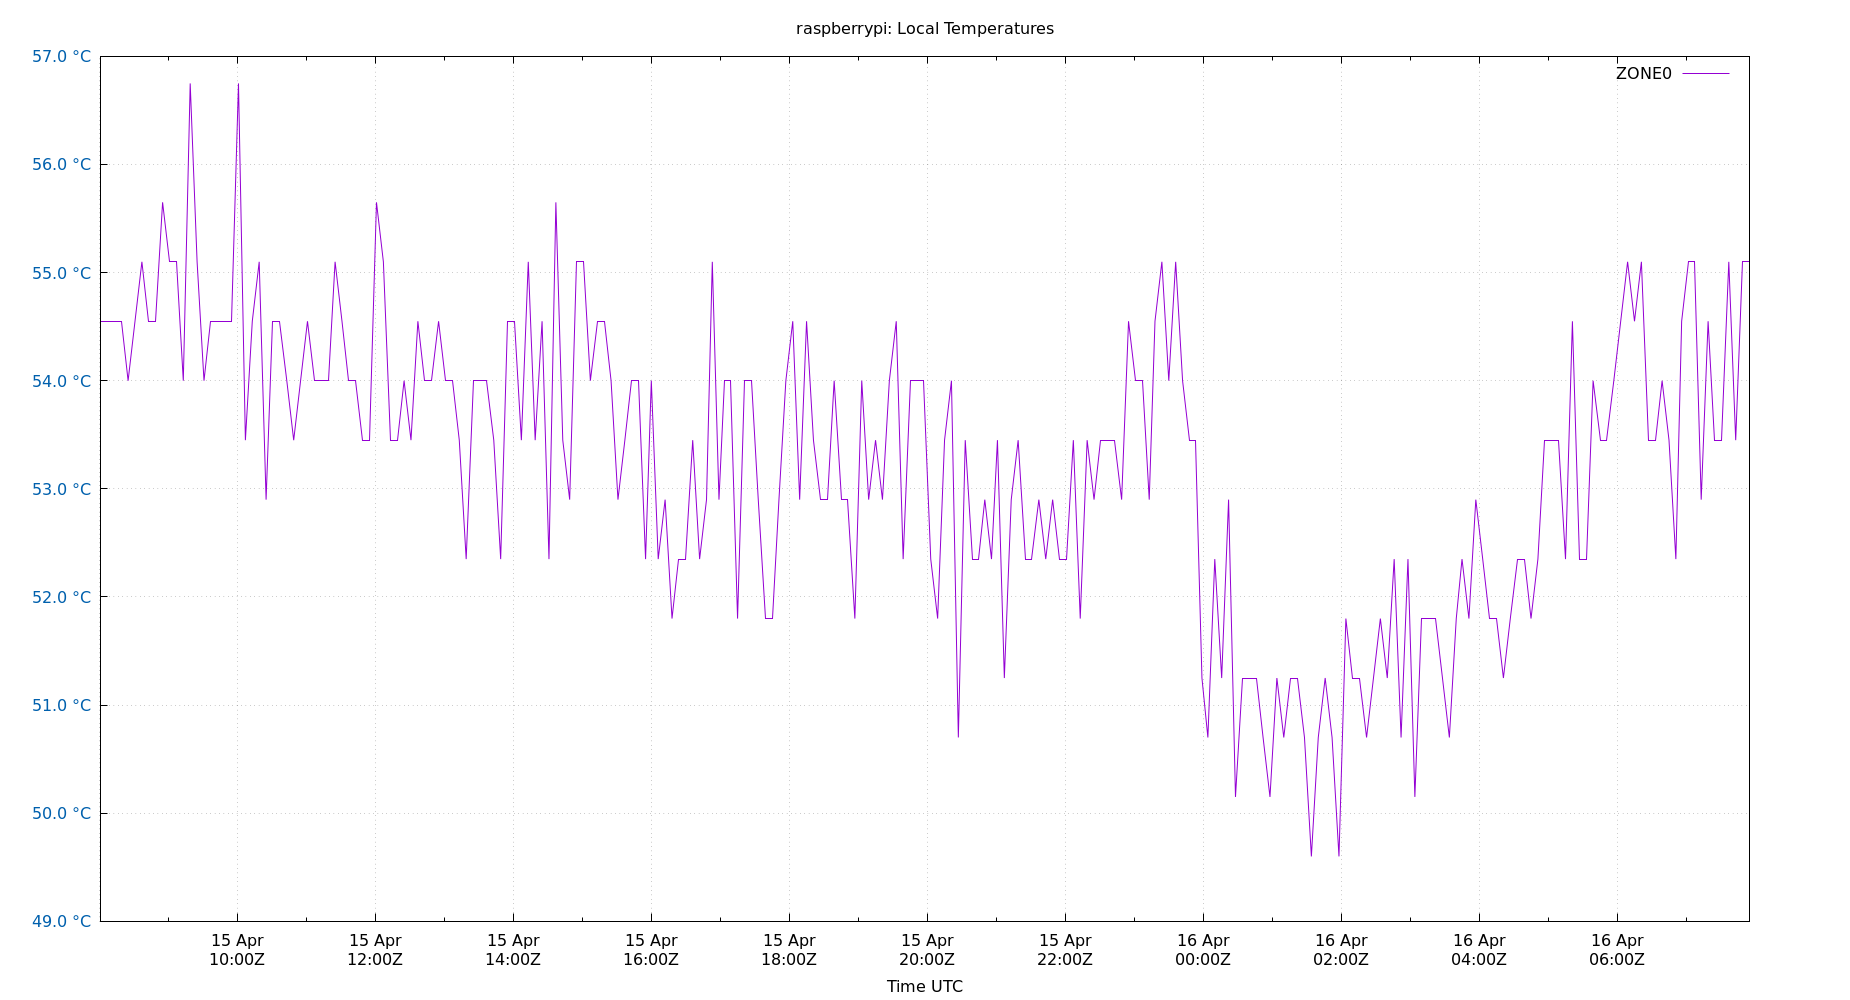 raspberrypi: Local Temperatures
57.0 °C
56.0 °C
55.0 °C
54.0 °C
53.0 °C
52.0 °C
51.0 °C
50.0 °C
49.0 °C
ZONE0
15 Apr
10:00Z
15 Apr
12:00Z
15 Apr
14:00Z
15 Apr
16:00Z
15 Apr
18:00Z
15 Apr
20:00Z
15 Apr
22:00Z
16 Apr
00:00Z
16 Apr
02:00Z
16 Apr
04:00Z
16 Apr
06:00Z
Time UTC